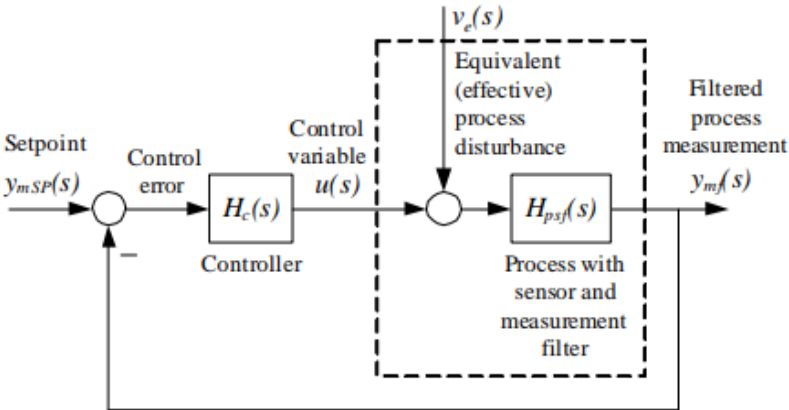 v_e(s)
Equivalent
(effective)
process
disturbance
Filtered
process
measurement
y_mf(s)
Setpoint
y_mSP(s)
Control
error
Control
variable
u(s)
H_c(s)
H_psf(s)
−
Controller
Process with
sensor and
measurement
filter